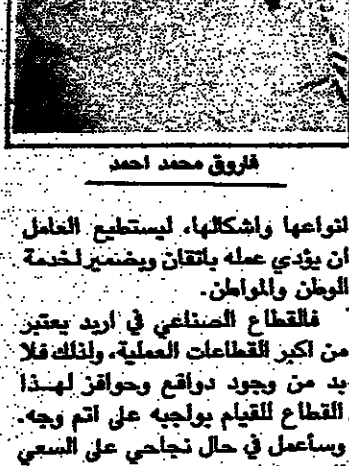 فاروق محمد احمد
انواعها واشكالها، ليستطيع العامل
ان يؤدي عمله باتقان وبضمير لخدمة
الوطن والمواطن.
فالقطاع الصناعي في اربد يعتبر
من اكبر القطاعات العملية، ولذلك فلا
بد من وجود دوافع وحوافز لهـذا
القطاع للقيام بواجبه على اتم وجه.
وساعمل في حال نجاحي على السعي